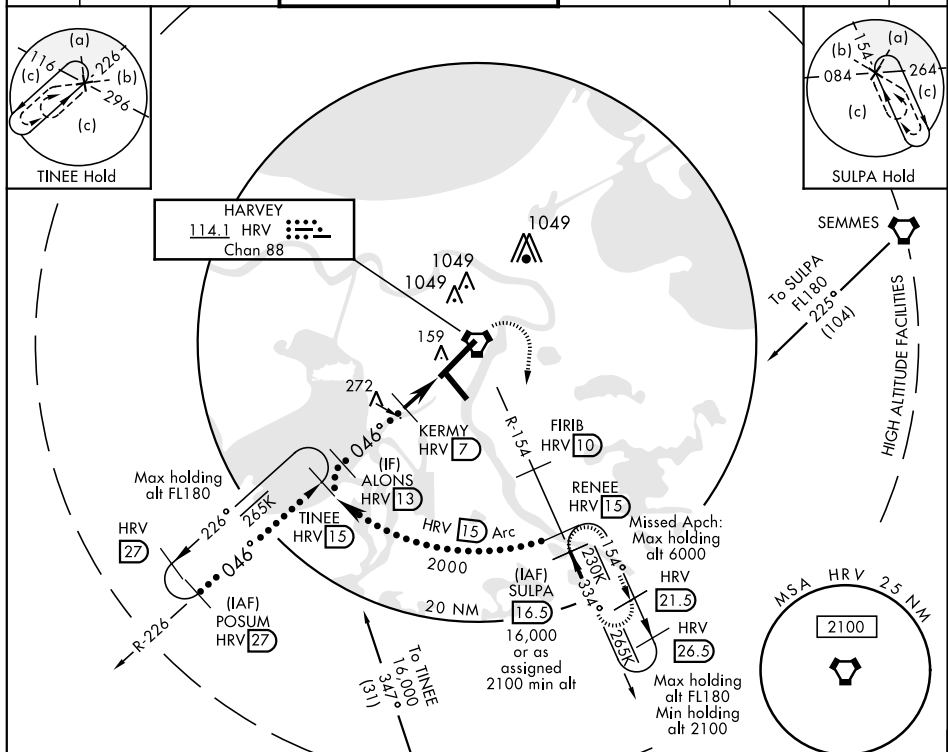 (a)
116
226
(c)
(b)
296
(c)
TINEE Hold
(a)
(b)
154
084
264
(c)
(c)
SULPA Hold
HARVEY
114.1 HRV
Chan 88
1049
1049
1049
159
272
SEMMES
To SULPA
FL180
225°
(104)
HIGH ALTITUDE FACILITIES
KERMY
HRV 7
046°
(IF)
ALONS
HRV 13
R-154
FIRIB
HRV 10
RENEE
HRV 15
Missed Apch:
Max holding
alt 6000
Max holding
alt FL180
226°
265K
TINEE
HRV 15
HRV 15 Arc
2000
HRV
27
046°
(IAF)
POSUM
HRV 27
R-226
20 NM
(IAF)
SULPA
16.5
16,000
or as
assigned
2100 min alt
154°
230K
334°
265K
HRV
21.5
HRV
26.5
Max holding
alt FL180
Min holding
alt 2100
To TINEE
16,000
347°
(31)
MSA HRV 25 NM
2100